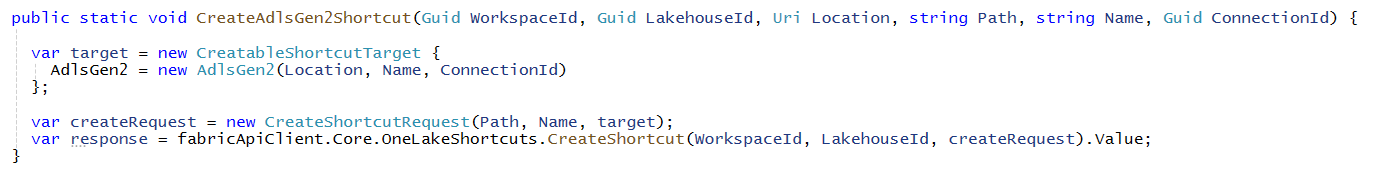 public static void CreateAdlsGen2Shortcut(Guid WorkspaceId, Guid LakehouseId, Uri Location, string Path, string Name, Guid ConnectionId) {
var target = new CreatableShortcutTarget {
AdlsGen2 = new AdlsGen2(Location, Name, ConnectionId)
};
var createRequest = new CreateShortcutRequest(Path, Name, target);
var response = fabricApiClient.Core.OneLakeShortcuts.CreateShortcut(WorkspaceId, LakehouseId, createRequest).Value;
}